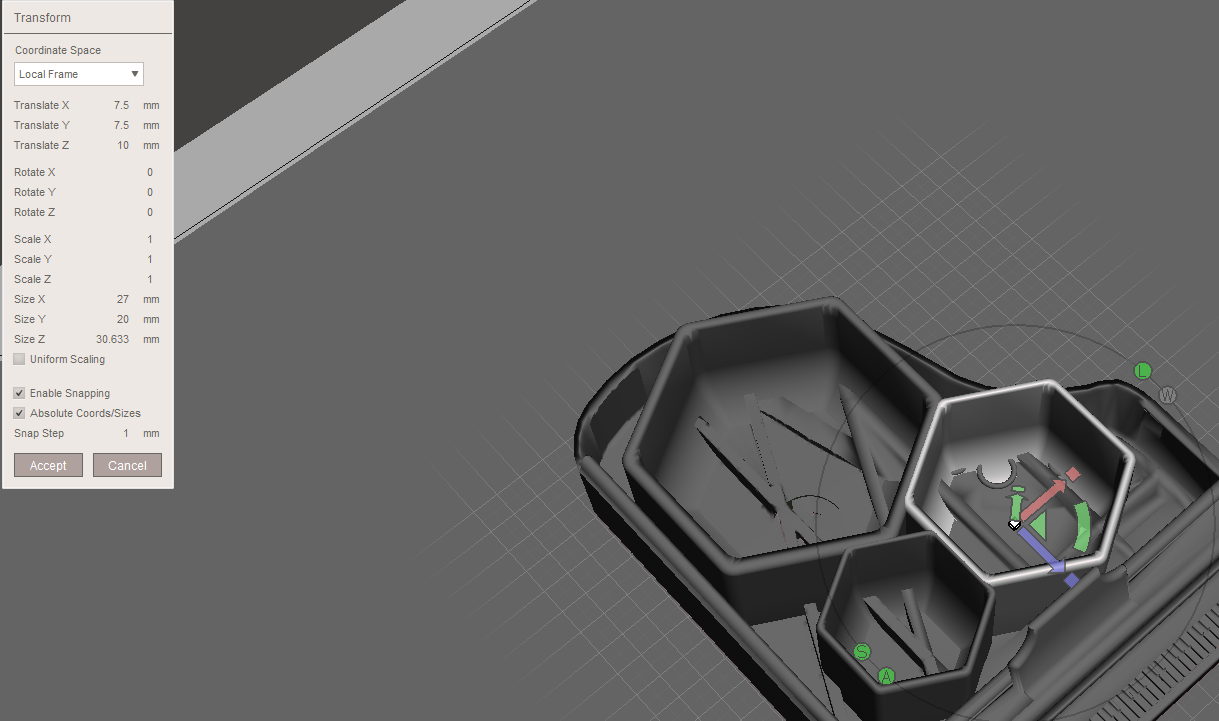 Transform
Coordinate Space
Local Frame
Translate X 7.5 mm
Translate Y 7.5 mm
Translate Z 10 mm
Rotate X 0
Rotate Y 0
Rotate Z 0
Scale X 1
Scale Y 1
Scale Z 1
Size X 27 mm
Size Y 20 mm
Size Z 30.633 mm
Uniform Scaling
Enable Snapping
Absolute Coords/Sizes
Snap Step 1 mm
Accept Cancel
L
W
S
A